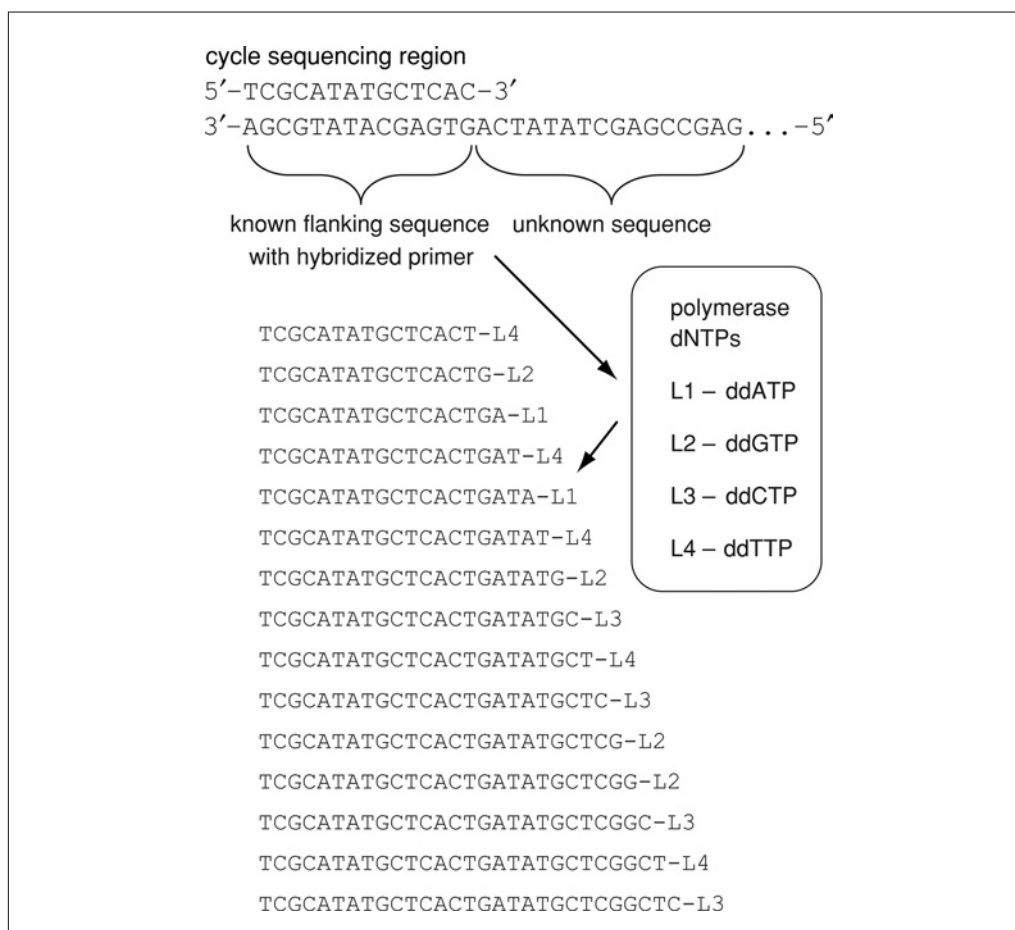 cycle sequencing region
5′–TCGCATATGCTCAC–3′
3′–AGCGTATACGAGTGACTATATCGAGCCGAG...–5′
known flanking sequence
with hybridized primer
unknown sequence
polymerase
dNTPs
L1 – ddATP
L2 – ddGTP
L3 – ddCTP
L4 – ddTTP
TCGCATATGCTCACT–L4
TCGCATATGCTCACTG–L2
TCGCATATGCTCACTGA–L1
TCGCATATGCTCACTGAT–L4
TCGCATATGCTCACTGATA–L1
TCGCATATGCTCACTGATAT–L4
TCGCATATGCTCACTGATATG–L2
TCGCATATGCTCACTGATATGC–L3
TCGCATATGCTCACTGATATGCT–L4
TCGCATATGCTCACTGATATGCTC–L3
TCGCATATGCTCACTGATATGCTCG–L2
TCGCATATGCTCACTGATATGCTCGG–L2
TCGCATATGCTCACTGATATGCTCGGC–L3
TCGCATATGCTCACTGATATGCTCGGCT–L4
TCGCATATGCTCACTGATATGCTCGGCTC–L3